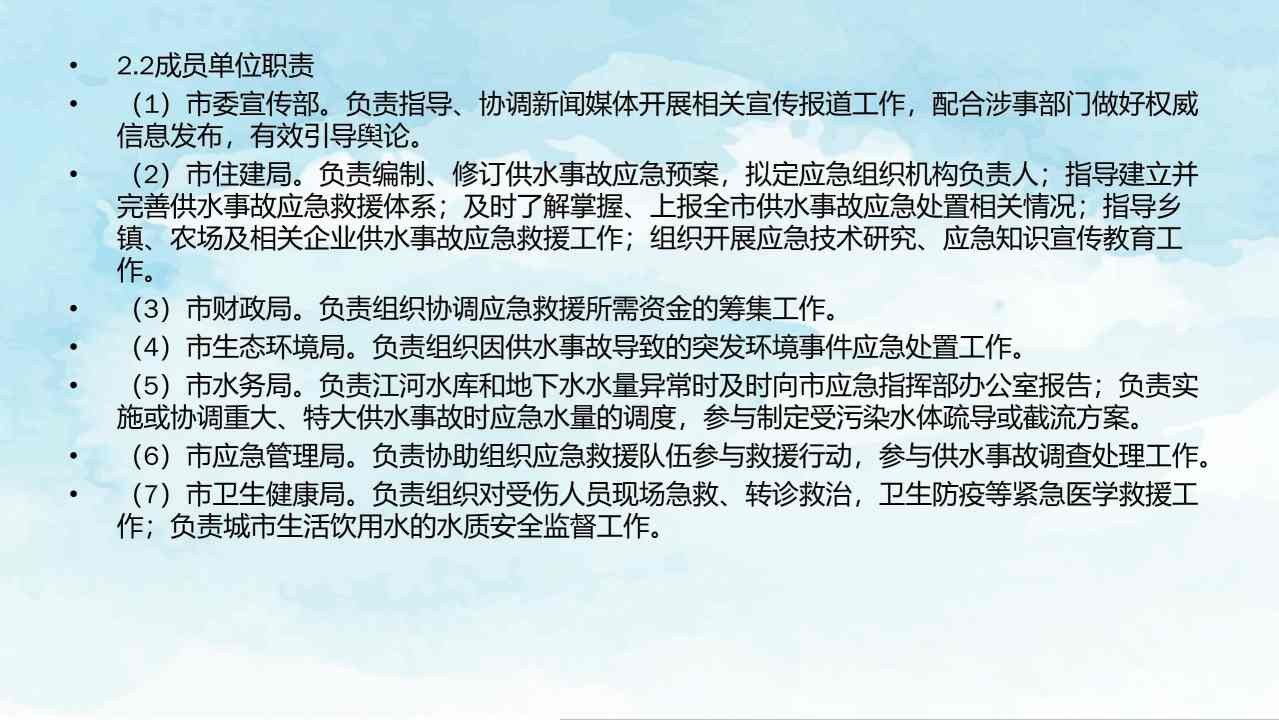 • 2.2成员单位职责
• （1）市委宣传部。负责指导、协调新闻媒体开展相关宣传报道工作，配合涉事部门做好权威
信息发布，有效引导舆论。
• （2）市住建局。负责编制、修订供水事故应急预案，拟定应急组织机构负责人；指导建立并
完善供水事故应急救援体系；及时了解掌握、上报全市供水事故应急处置相关情况；指导乡
镇、农场及相关企业供水事故应急救援工作；组织开展应急技术研究、应急知识宣传教育工
作。
• （3）市财政局。负责组织协调应急救援所需资金的筹集工作。
• （4）市生态环境局。负责组织因供水事故导致的突发环境事件应急处置工作。
• （5）市水务局。负责江河水库和地下水水量异常时及时向市应急指挥部办公室报告；负责实
施或协调重大、特大供水事故时应急水量的调度，参与制定受污染水体疏导或截流方案。
• （6）市应急管理局。负责协助组织应急救援队伍参与救援行动，参与供水事故调查处理工作。
• （7）市卫生健康局。负责组织对受伤人员现场急救、转诊救治，卫生防疫等紧急医学救援工
作；负责城市生活饮用水的水质安全监督工作。